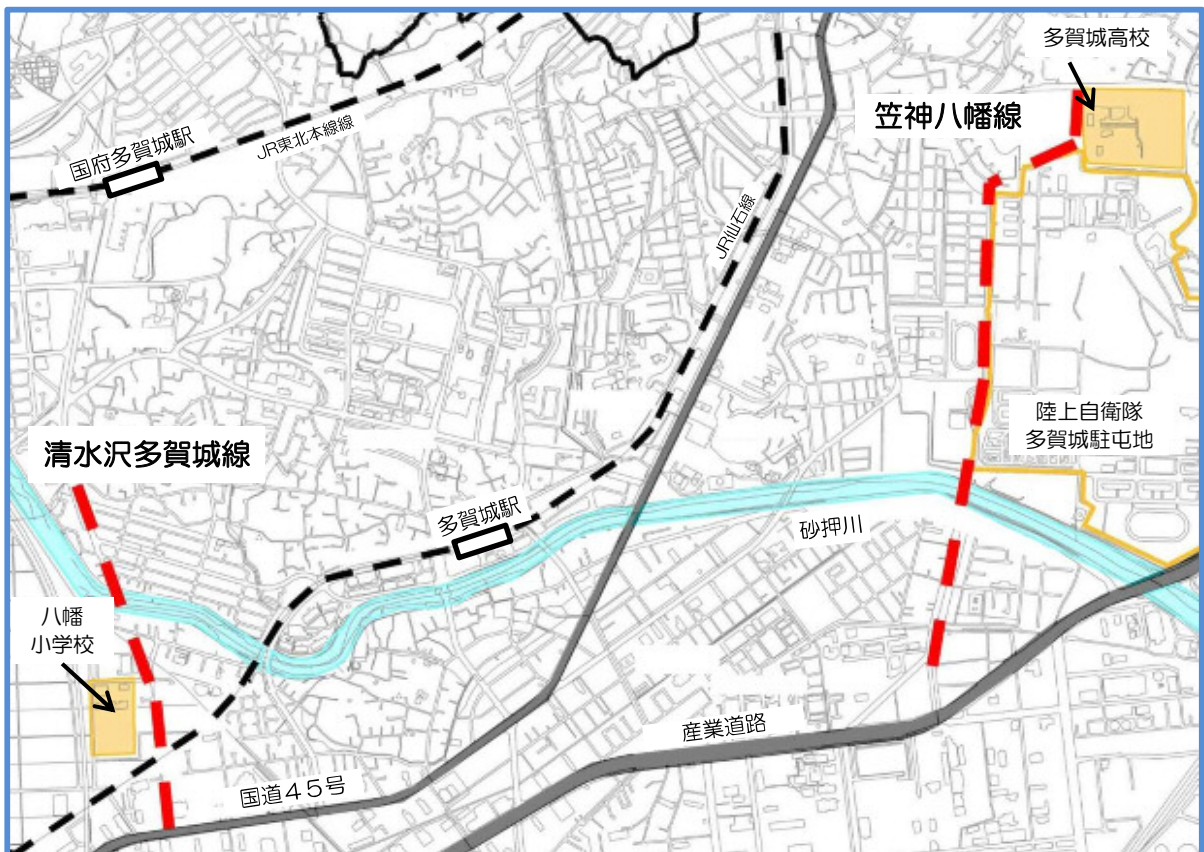 多賀城高校
笠神八幡線
国府多賀城駅
JR東北本線線
JR仙石線
陸上自衛隊
多賀城駐屯地
清水沢多賀城線
多賀城駅
砂押川
八幡
小学校
産業道路
国道45号